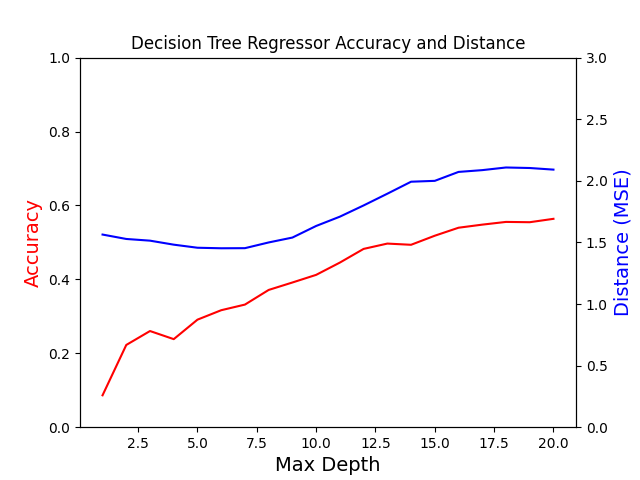 Decision Tree Regressor Accuracy and Distance
1.0
0.8
0.6
0.4
0.2
0.0
Accuracy
3.0
2.5
2.0
1.5
1.0
0.5
0.0
Distance (MSE)
2.5 5.0 7.5 10.0 12.5 15.0 17.5 20.0
Max Depth